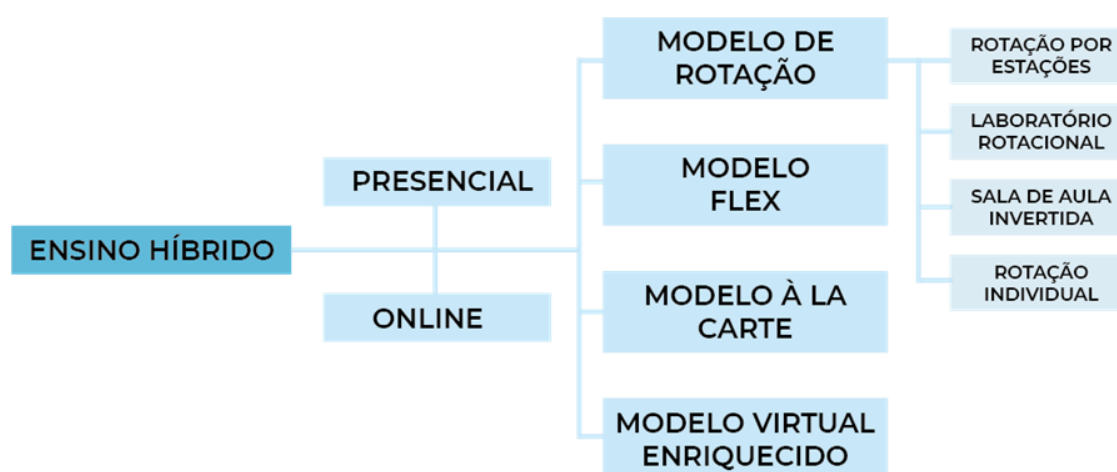 ENSINO HÍBRIDO
PRESENCIAL
ONLINE
MODELO DE
ROTAÇÃO
MODELO
FLEX
MODELO À LA
CARTE
MODELO VIRTUAL
ENRIQUECIDO
ROTAÇÃO POR
ESTAÇÕES
LABORATÓRIO
ROTACIONAL
SALA DE AULA
INVERTIDA
ROTAÇÃO
INDIVIDUAL